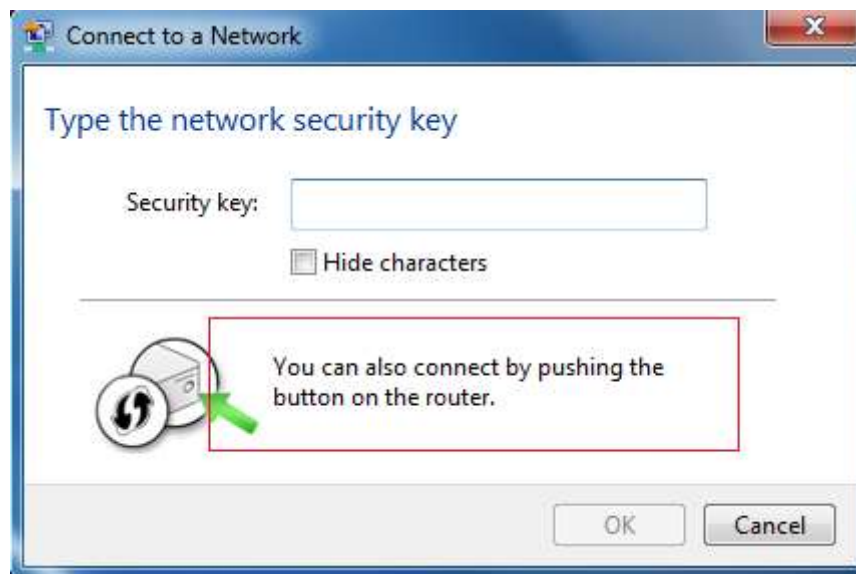 Connect to a Network
Type the network security key
Security key:
Hide characters
You can also connect by pushing the
button on the router.
OK
Cancel